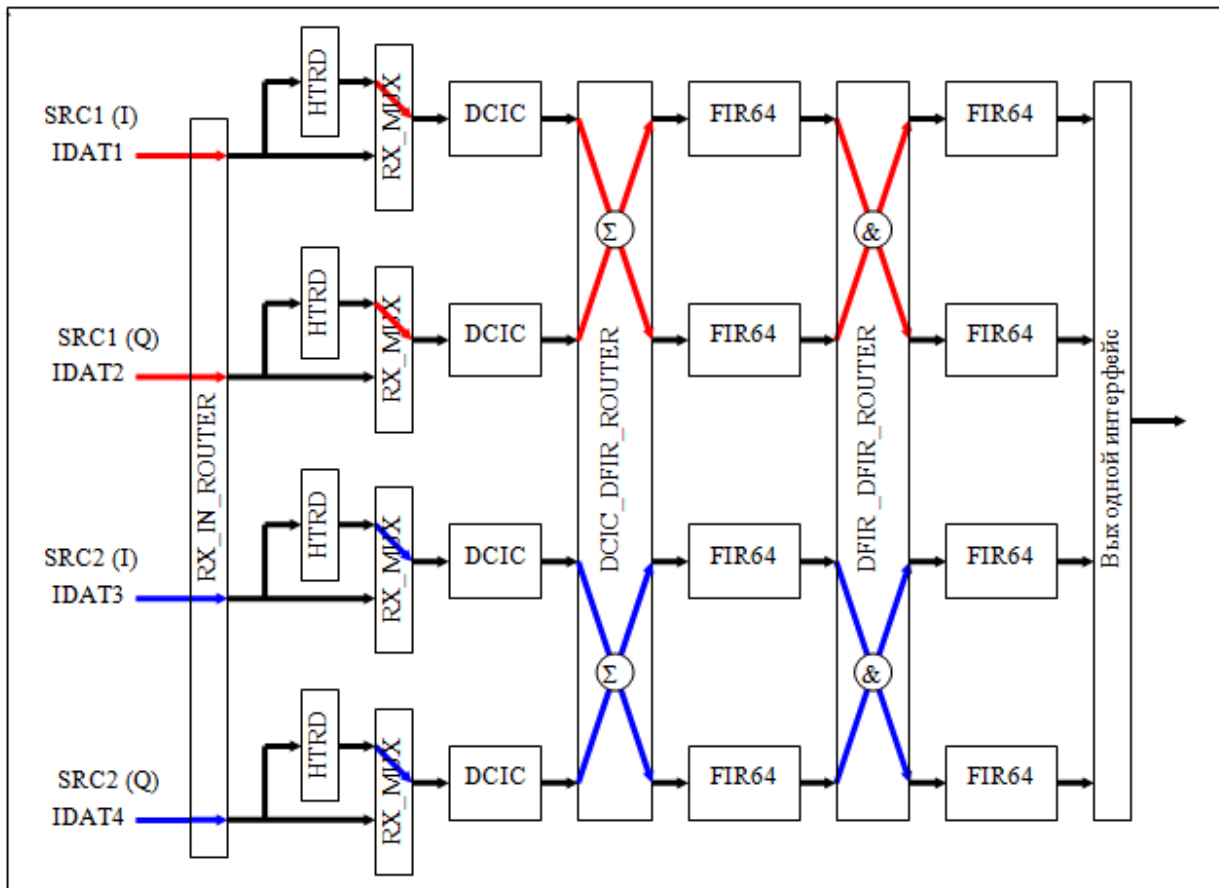 SRC1 (I)
IDAT1
HTRD
RX_MUX
DCIC
Σ
FIR64
&
FIR64
SRC1 (Q)
IDAT2
HTRD
RX_MUX
DCIC
FIR64
FIR64
RX_IN_ROUTER
DCIC_DFIR_ROUTER
DFIR_DFIR_ROUTER
Вых одной интерфейс
SRC2 (I)
IDAT3
HTRD
RX_MUX
DCIC
Σ
FIR64
&
FIR64
SRC2 (Q)
IDAT4
HTRD
RX_MUX
DCIC
FIR64
FIR64